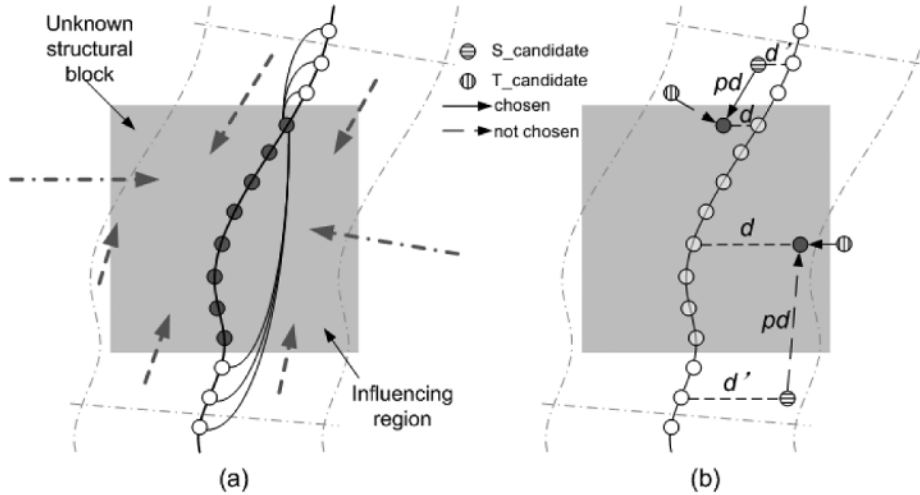 Unknown
structural
block
S_candidate
T_candidate
chosen
not chosen
d'
pd
d
d
pd
d'
Influencing
region
(a)
(b)